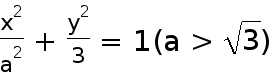 x²/a² + y²/3 = 1(a > √3)